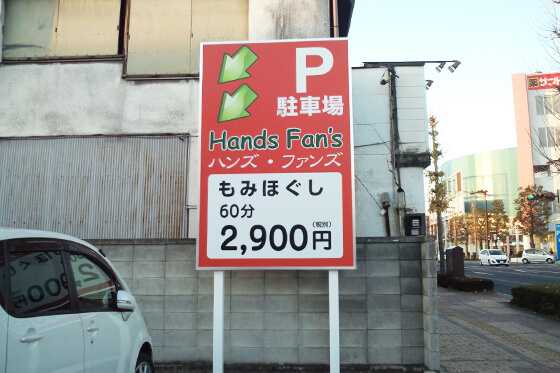 P
駐車場
Hands Fan's
ハンズ・ファンズ
もみほぐし
60分
(税別)
2,900円